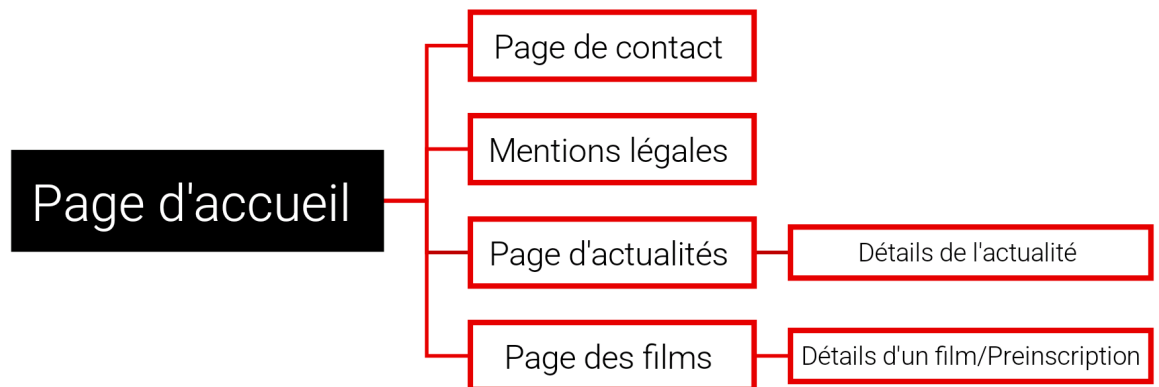 Page de contact
Mentions légales
Page d'accueil
Page d'actualités
Détails de l'actualité
Page des films
Détails d'un film/Preinscription